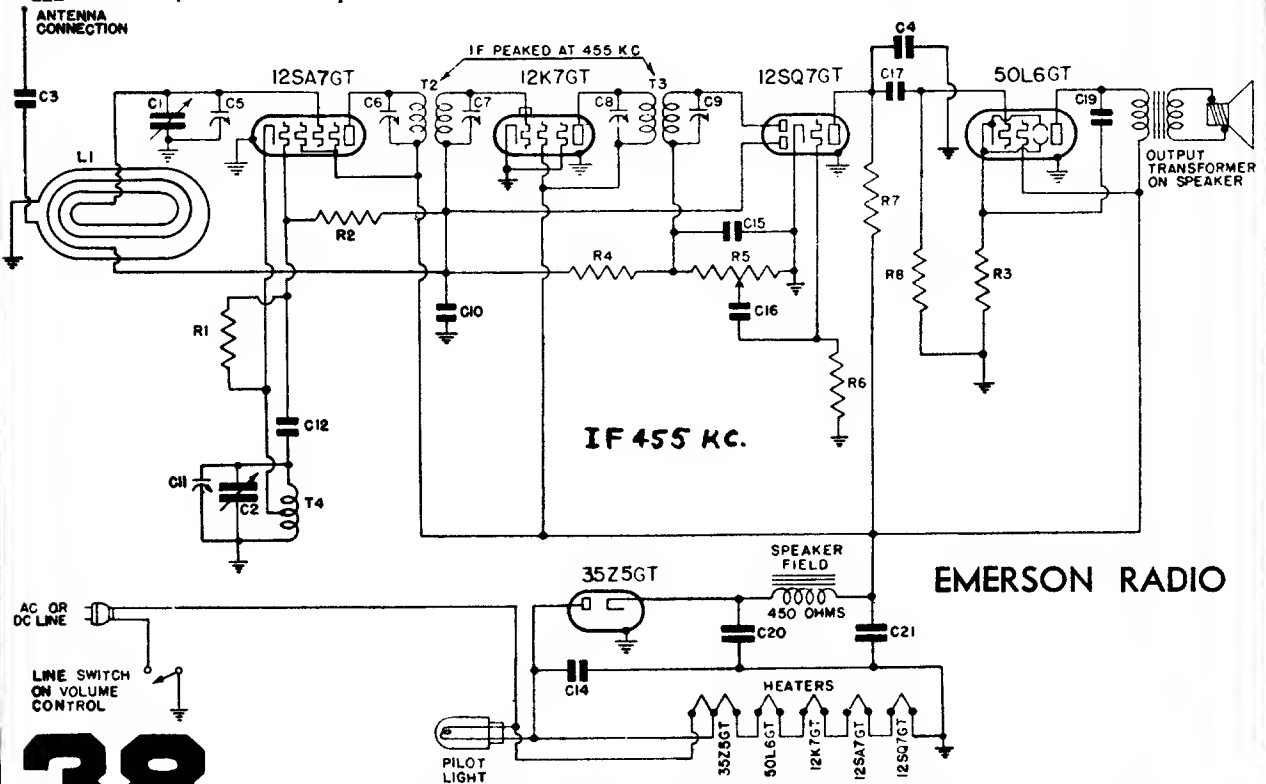 ANTENNA
CONNECTION
IF PEAKED AT 455 KC
12SA7GT
T2
12K7GT
T3
12SQ7GT
C4
C17
50L6GT
C3
C1
C5
C6
C7
C8
C9
C19
L1
OUTPUT
TRANSFORMER
ON SPEAKER
R7
R2
C15
R4
R5
R8
R3
C10
C16
R1
R6
C12
IF 455 KC.
C11
C2
T4
SPEAKER
FIELD
35Z5GT
450 OHMS
EMERSON RADIO
AC OR
DC LINE
C20
C21
LINE SWITCH
ON VOLUME
CONTROL
C14
HEATERS
35Z5GT
50L6GT
12K7GT
12SA7GT
12SQ7GT
PILOT
LIGHT
38